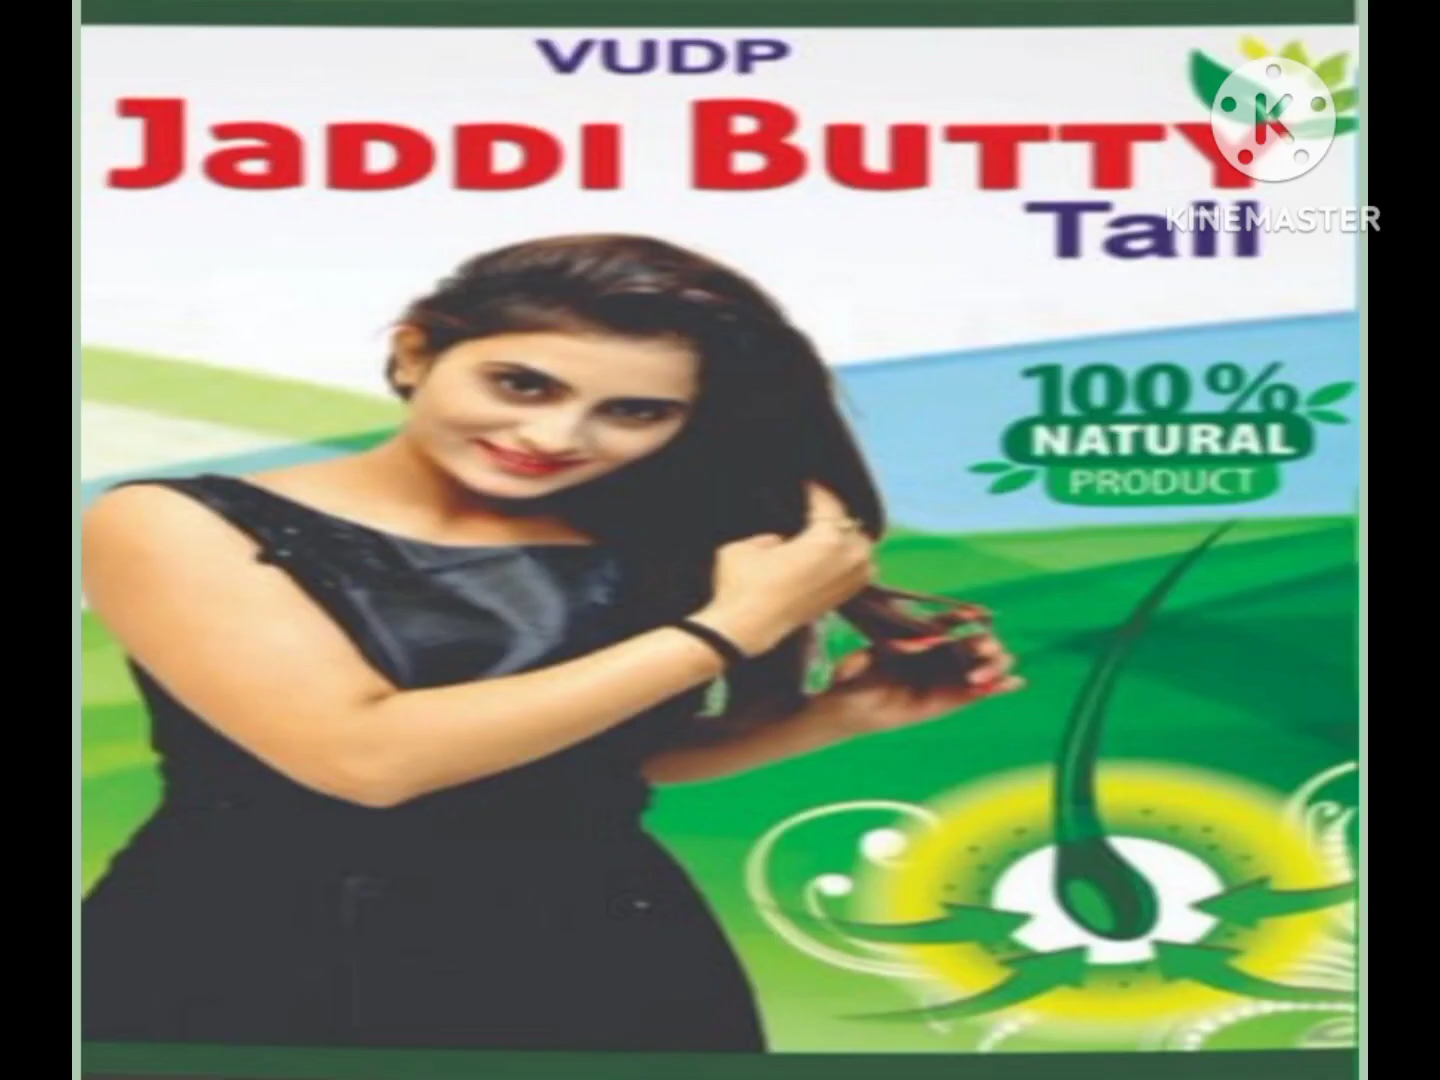 VUDP
JaDDI BUTTY
Tail
K
KINEMASTER
100%
NATURAL
PRODUCT